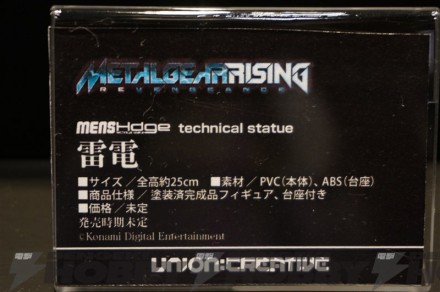 METAL GEAR RISING
REVENGEANCE
MENSHdge technical statue
雷電
■サイズ／全高約25cm ■素材／PVC（本体）、ABS（台座）
■商品仕様／塗装済完成品フィギュア、台座付き
■価格／未定
発売時期未定
©Konami Digital Entertainment
UNION:CREATIVE